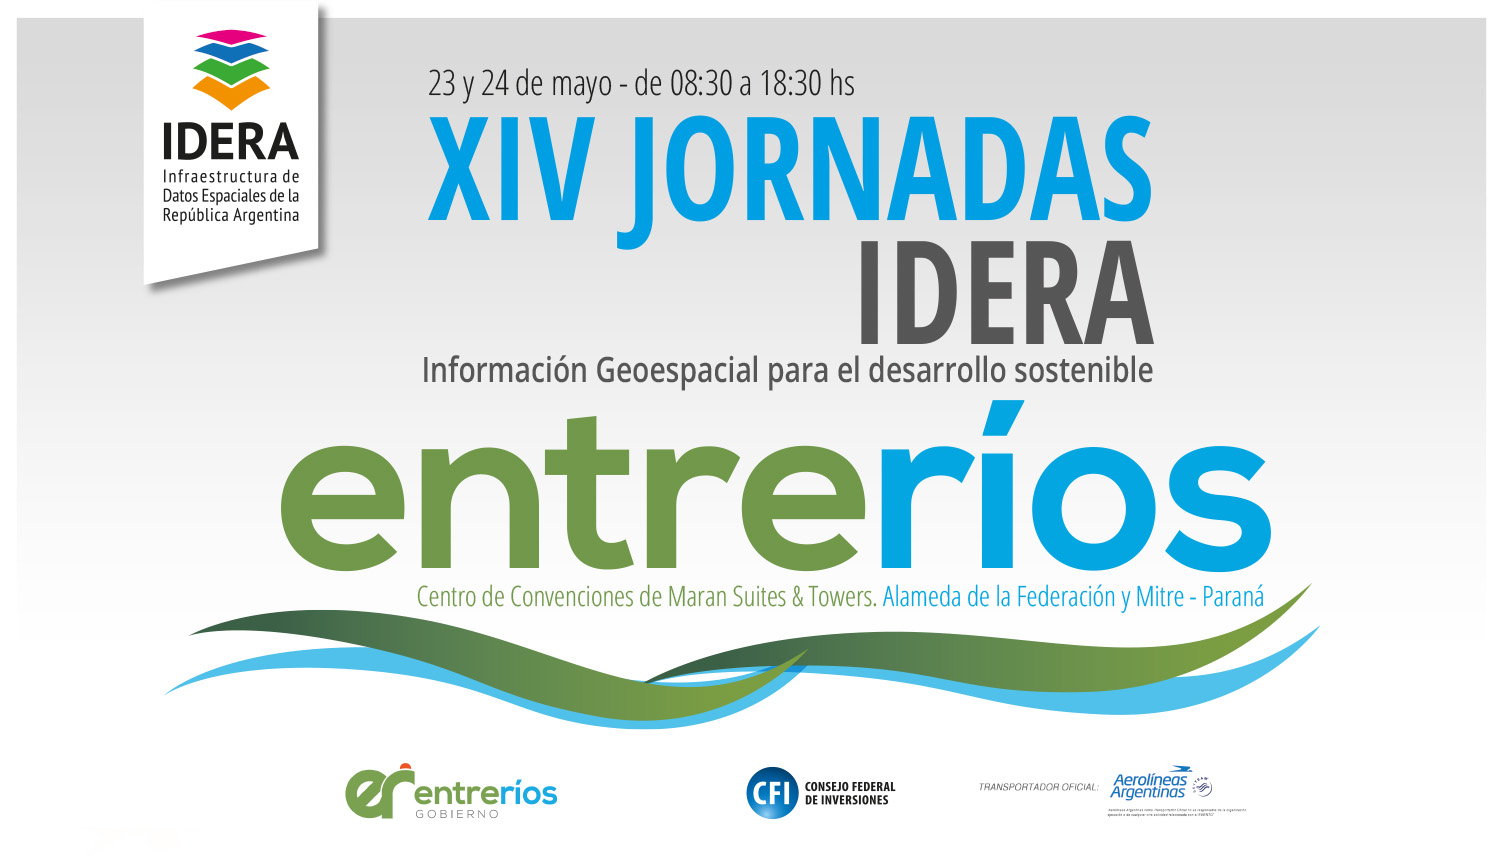 IDERA
Infraestructura de
Datos Espaciales de la
República Argentina
23 y 24 de mayo - de 08:30 a 18:30 hs
XIV JORNADAS
IDERA
Información Geoespacial para el desarrollo sostenible
entreríos
Centro de Convenciones de Maran Suites & Towers. Alameda de la Federación y Mitre - Paraná
er entreríos
GOBIERNO
CFI CONSEJO FEDERAL
DE INVERSIONES
TRANSPORTADOR OFICIAL:
Aerolíneas
Argentinas